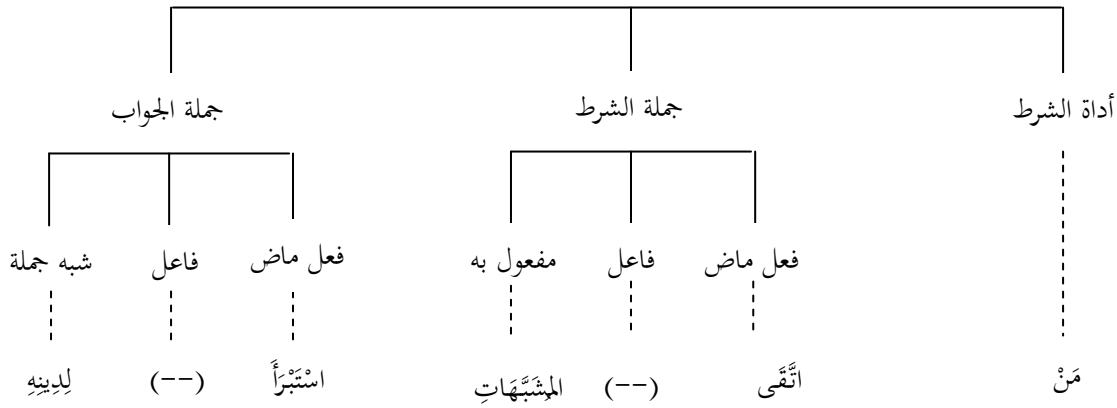 أداة الشرط جملة الشرط جملة الجواب
فعل ماض فاعل مفعول به فعل ماض فاعل شبه جملة
مَنْ اتَّقَى (--) المُشَبَّهَاتِ اسْتَبْرَأَ (--) لِدِينِهِ